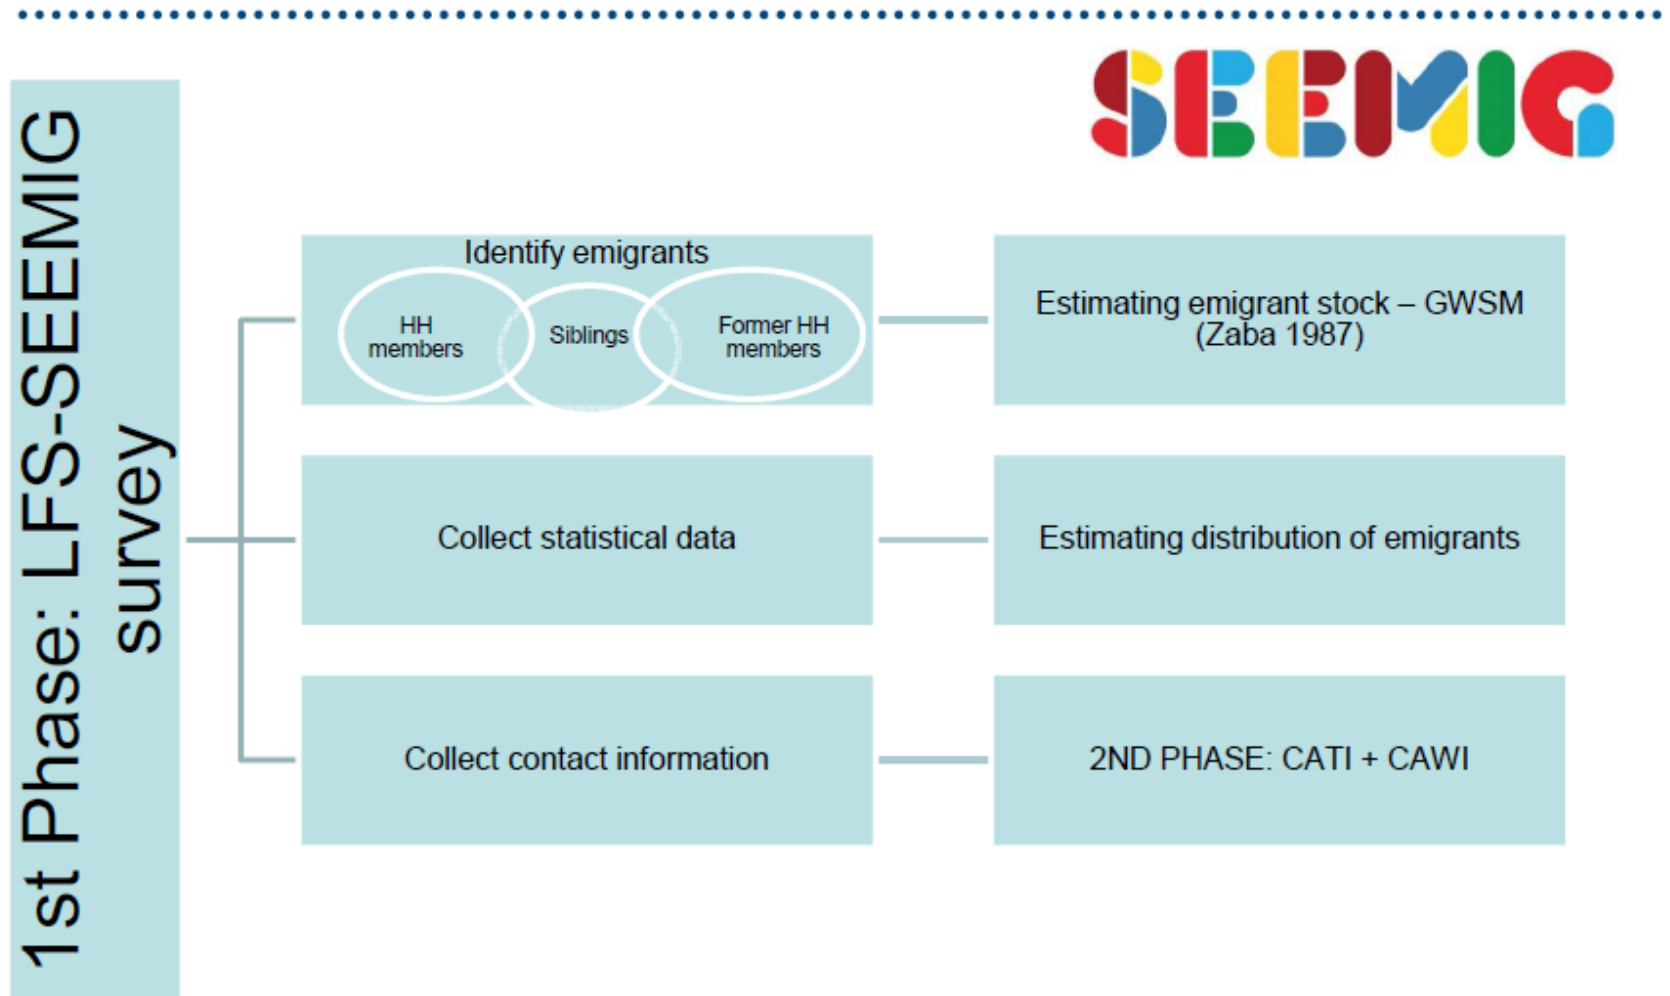 SEEMIG
1st Phase: LFS-SEEMIG
survey
Identify emigrants
HH
members
Siblings
Former HH
members
Estimating emigrant stock – GWSM
(Zaba 1987)
Collect statistical data
Estimating distribution of emigrants
Collect contact information
2ND PHASE: CATI + CAWI